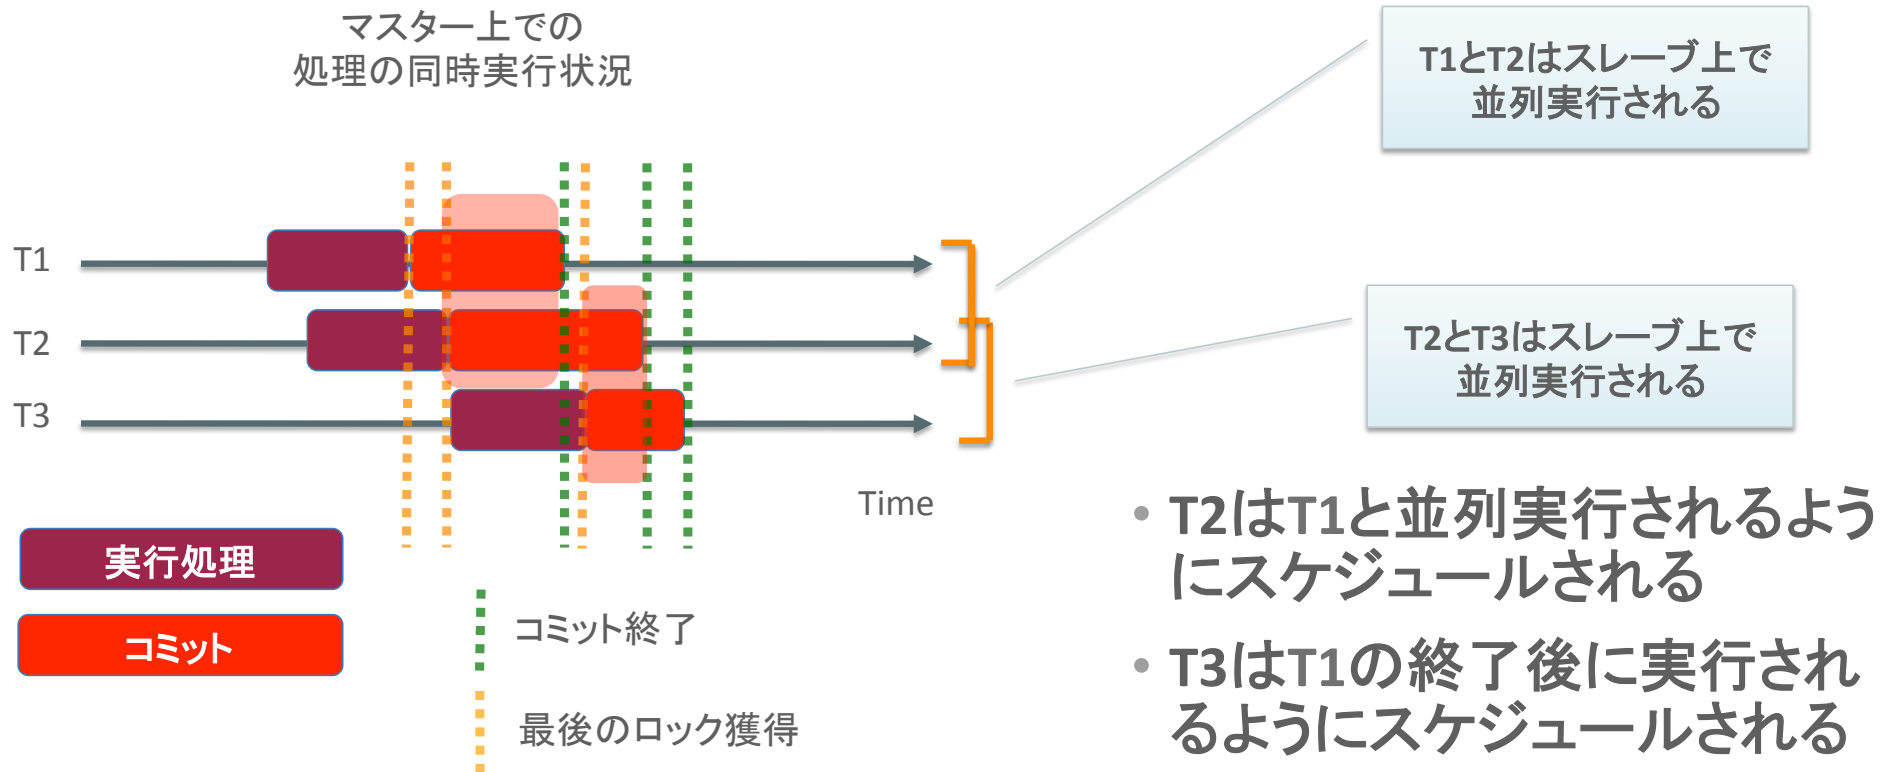 マスター上での
処理の同時実行状況
T1とT2はスレーブ上で
並列実行される
T1
T2
T3
T2とT3はスレーブ上で
並列実行される
Time
実行処理
コミット
コミット終了
最後のロック獲得
• T2はT1と並列実行されるよう
にスケジュールされる
• T3はT1の終了後に実行され
るようにスケジュールされる